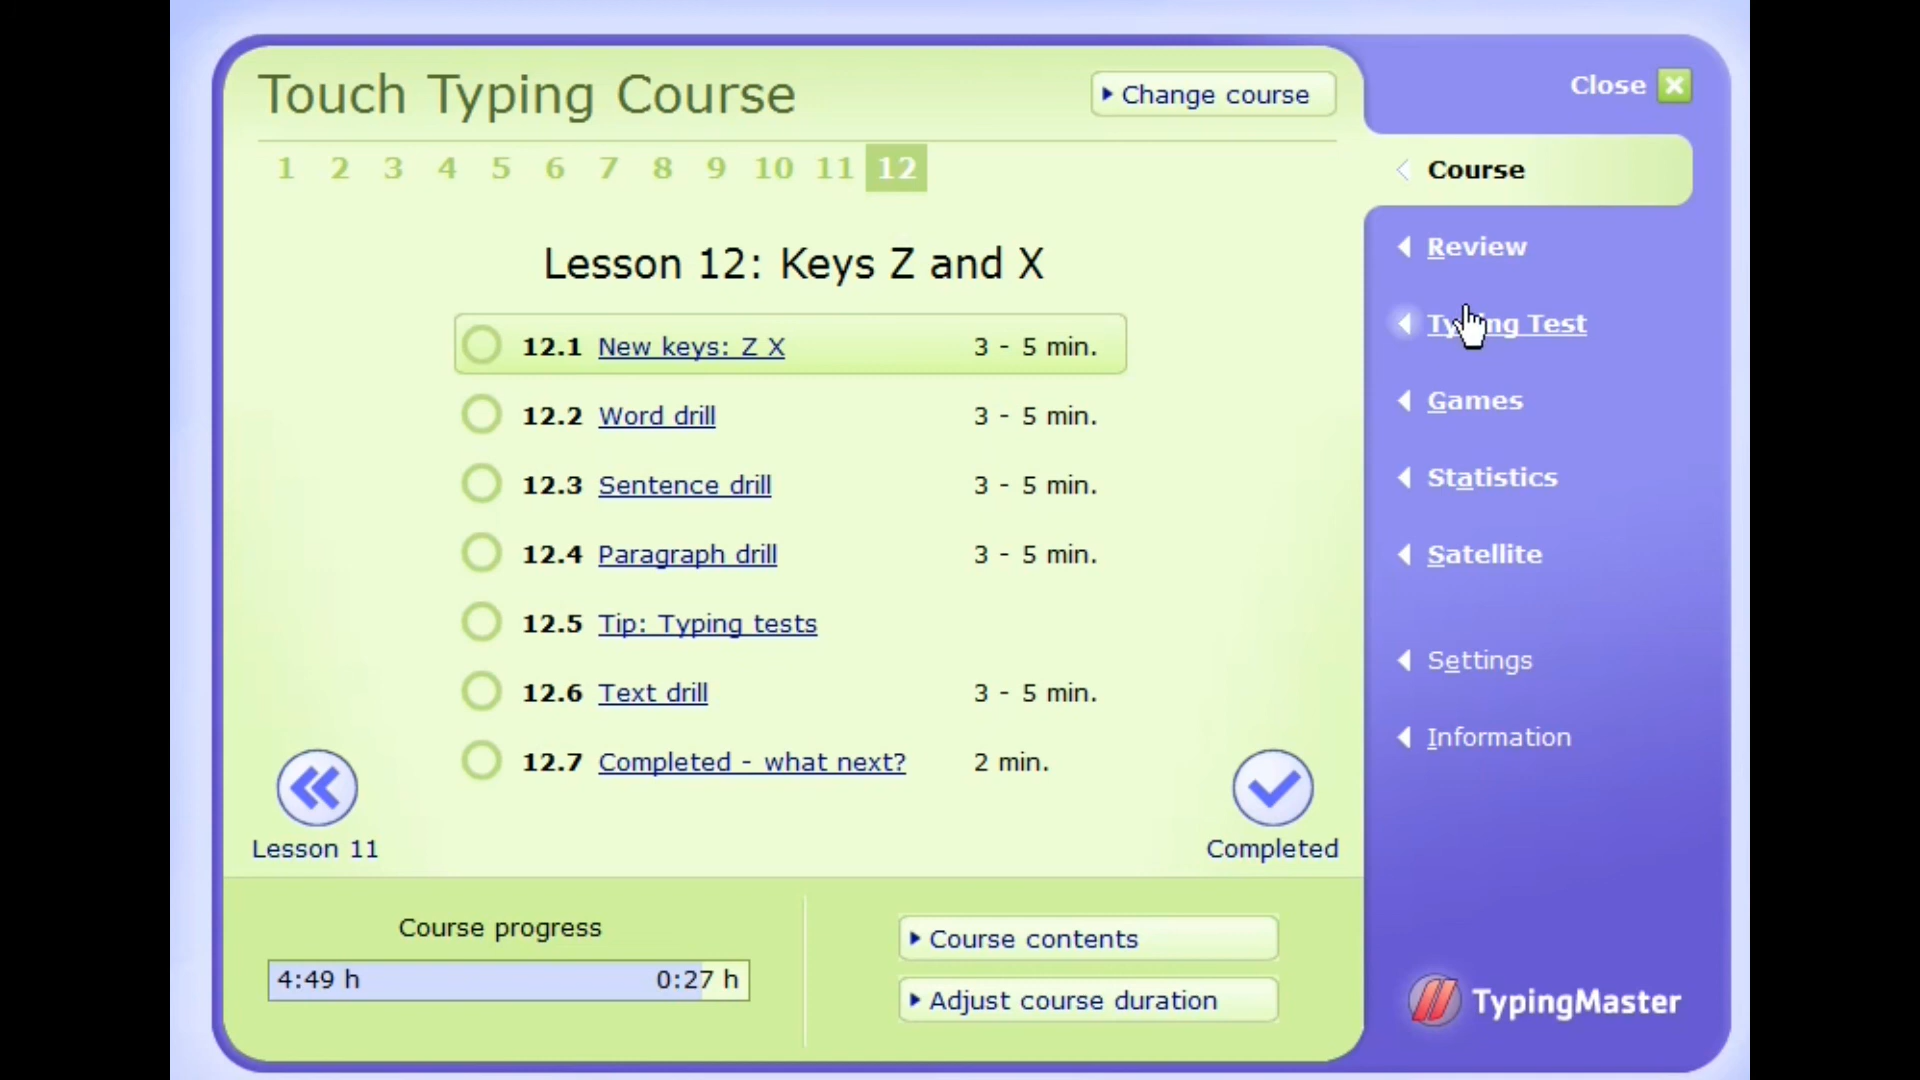 Touch Typing Course
Change course
Close
1 2 3 4 5 6 7 8 9 10 11 12
Course
Review
Typing Test
Games
Statistics
Satellite
Settings
Information
Lesson 12: Keys Z and X
12.1 New keys: Z X 3 - 5 min.
12.2 Word drill 3 - 5 min.
12.3 Sentence drill 3 - 5 min.
12.4 Paragraph drill 3 - 5 min.
12.5 Tip: Typing tests
12.6 Text drill 3 - 5 min.
12.7 Completed - what next? 2 min.
Lesson 11
Completed
Course progress
4:49 h 0:27 h
Course contents
Adjust course duration
TypingMaster